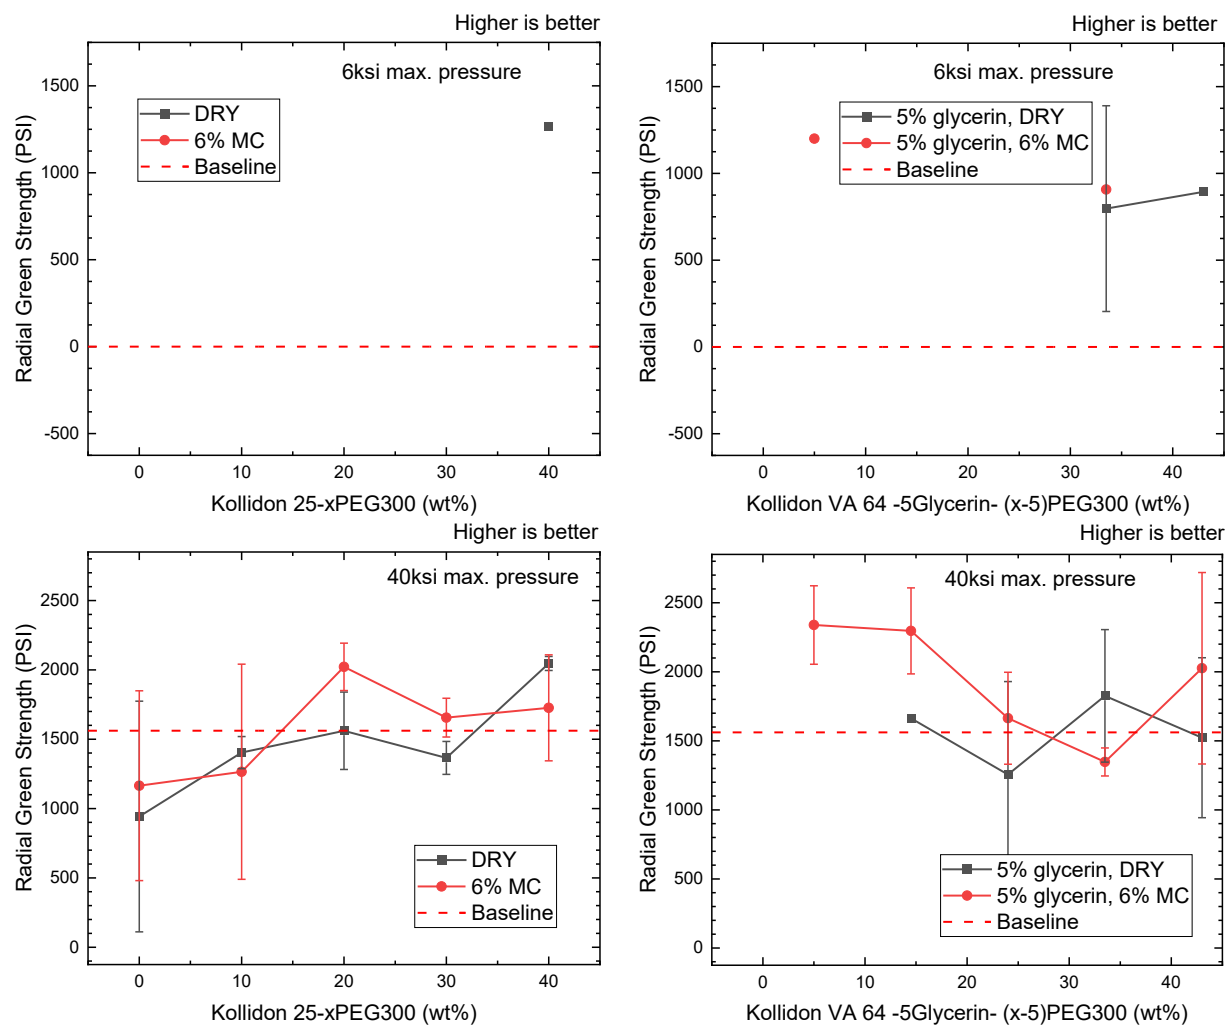 Higher is better
6ksi max. pressure
DRY
6% MC
Baseline
1500
1000
500
0
-500
Radial Green Strength (PSI)
0 10 20 30 40
Kollidon 25-xPEG300 (wt%)
Higher is better
6ksi max. pressure
5% glycerin, DRY
5% glycerin, 6% MC
Baseline
1500
1000
500
0
-500
Radial Green Strength (PSI)
0 10 20 30 40
Kollidon VA 64 -5Glycerin- (x-5)PEG300 (wt%)
Higher is better
40ksi max. pressure
2500
2000
1500
1000
500
0
Radial Green Strength (PSI)
DRY
6% MC
Baseline
0 10 20 30 40
Kollidon 25-xPEG300 (wt%)
Higher is better
40ksi max. pressure
2500
2000
1500
1000
500
0
Radial Green Strength (PSI)
5% glycerin, DRY
5% glycerin, 6% MC
Baseline
0 10 20 30 40
Kollidon VA 64 -5Glycerin- (x-5)PEG300 (wt%)